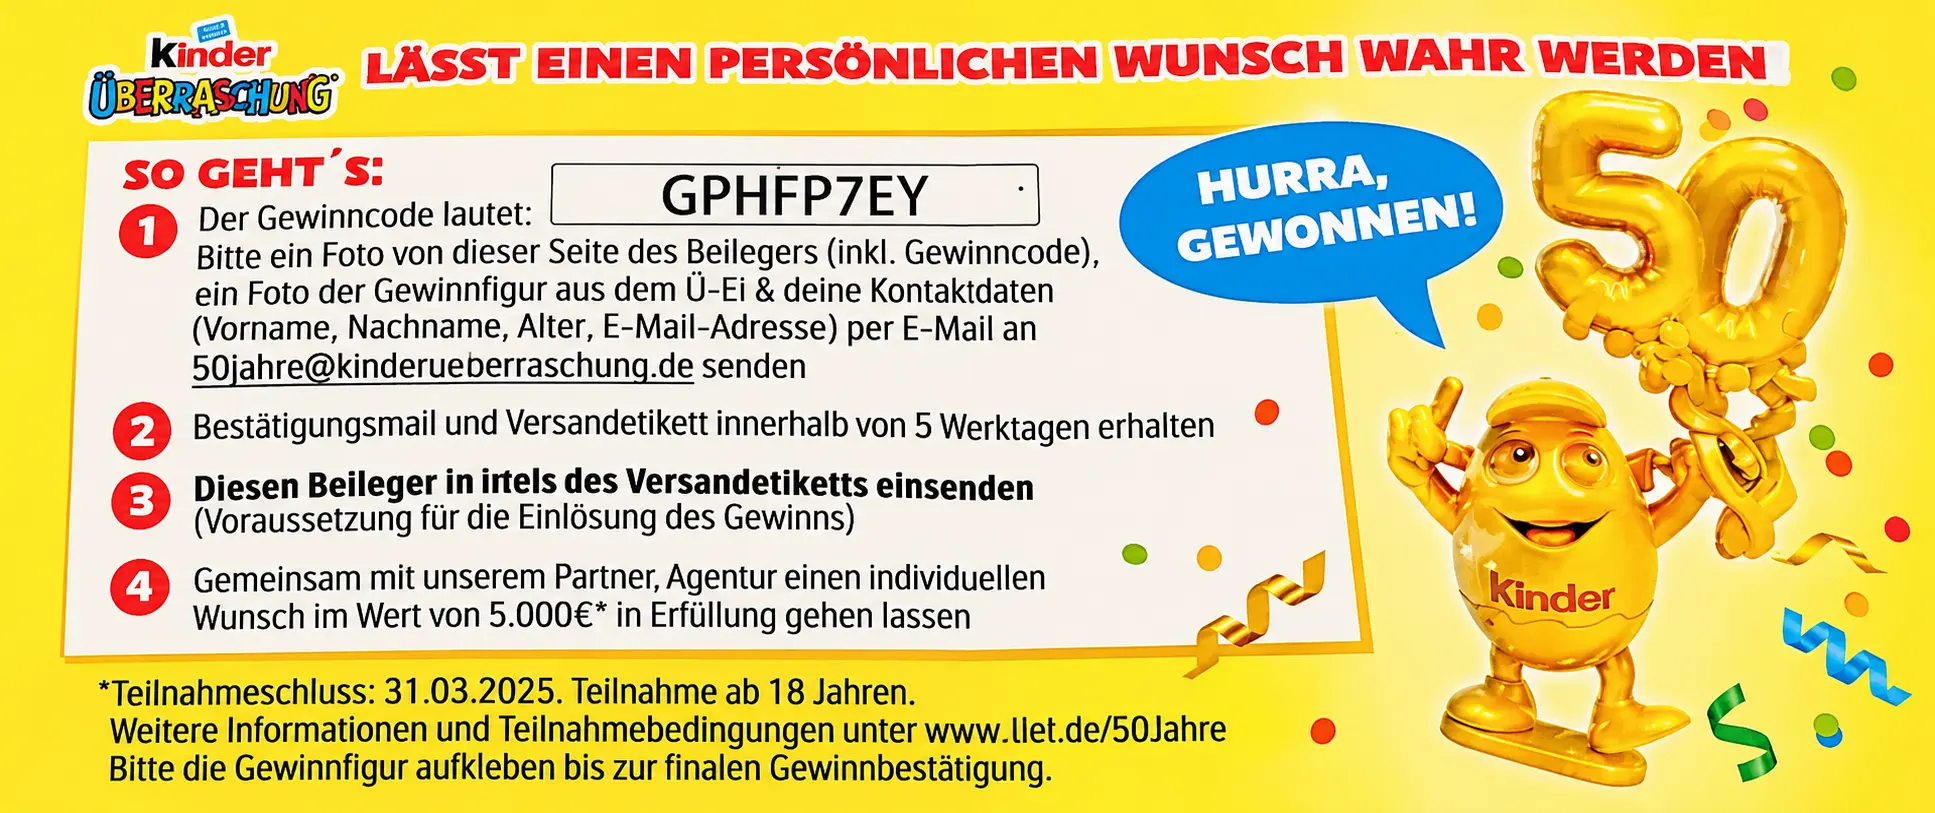 Kinder
ÜBERRASCHUNG
LÄSST EINEN PERSÖNLICHEN WUNSCH WAHR WERDEN
SO GEHT´S:
1 Der Gewinncode lautet: GPHFP7EY
Bitte ein Foto von dieser Seite des Beilegers (inkl. Gewinncode),
ein Foto der Gewinnfigur aus dem Ü-Ei & deine Kontaktdaten
(Vorname, Nachname, Alter, E-Mail-Adresse) per E-Mail an
50jahre@kinderueberraschung.de senden
2 Bestätigungsmail und Versandetikett innerhalb von 5 Werktagen erhalten
3 Diesen Beileger in irtels des Versandetiketts einsenden
(Voraussetzung für die Einlösung des Gewinns)
4 Gemeinsam mit unserem Partner, Agentur einen individuellen
Wunsch im Wert von 5.000€* in Erfüllung gehen lassen
HURRA,
GEWONNEN!
50
Kinder
*Teilnahmeschluss: 31.03.2025. Teilnahme ab 18 Jahren.
Weitere Informationen und Teilnahmebedingungen unter www.llet.de/50Jahre
Bitte die Gewinnfigur aufkleben bis zur finalen Gewinnbestätigung.